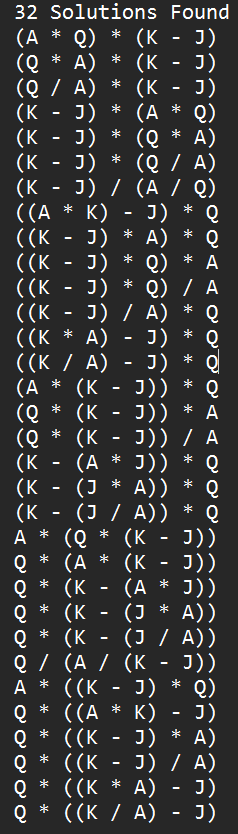 32 Solutions Found
(A * Q) * (K - J)
(Q * A) * (K - J)
(Q / A) * (K - J)
(K - J) * (A * Q)
(K - J) * (Q * A)
(K - J) * (Q / A)
(K - J) / (A / Q)
((A * K) - J) * Q
((K - J) * A) * Q
((K - J) * Q) * A
((K - J) * Q) / A
((K - J) / A) * Q
((K * A) - J) * Q
((K / A) - J) * Q
(A * (K - J)) * Q
(Q * (K - J)) * A
(Q * (K - J)) / A
(K - (A * J)) * Q
(K - (J * A)) * Q
(K - (J / A)) * Q
A * (Q * (K - J))
Q * (A * (K - J))
Q * (K - (A * J))
Q * (K - (J * A))
Q * (K - (J / A))
Q / (A / (K - J))
A * ((K - J) * Q)
Q * ((A * K) - J)
Q * ((K - J) * A)
Q * ((K - J) / A)
Q * ((K * A) - J)
Q * ((K / A) - J)